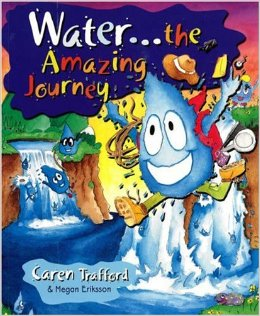 Water...the
Amazing
Journey
Caren Trafford
& Megan Eriksson